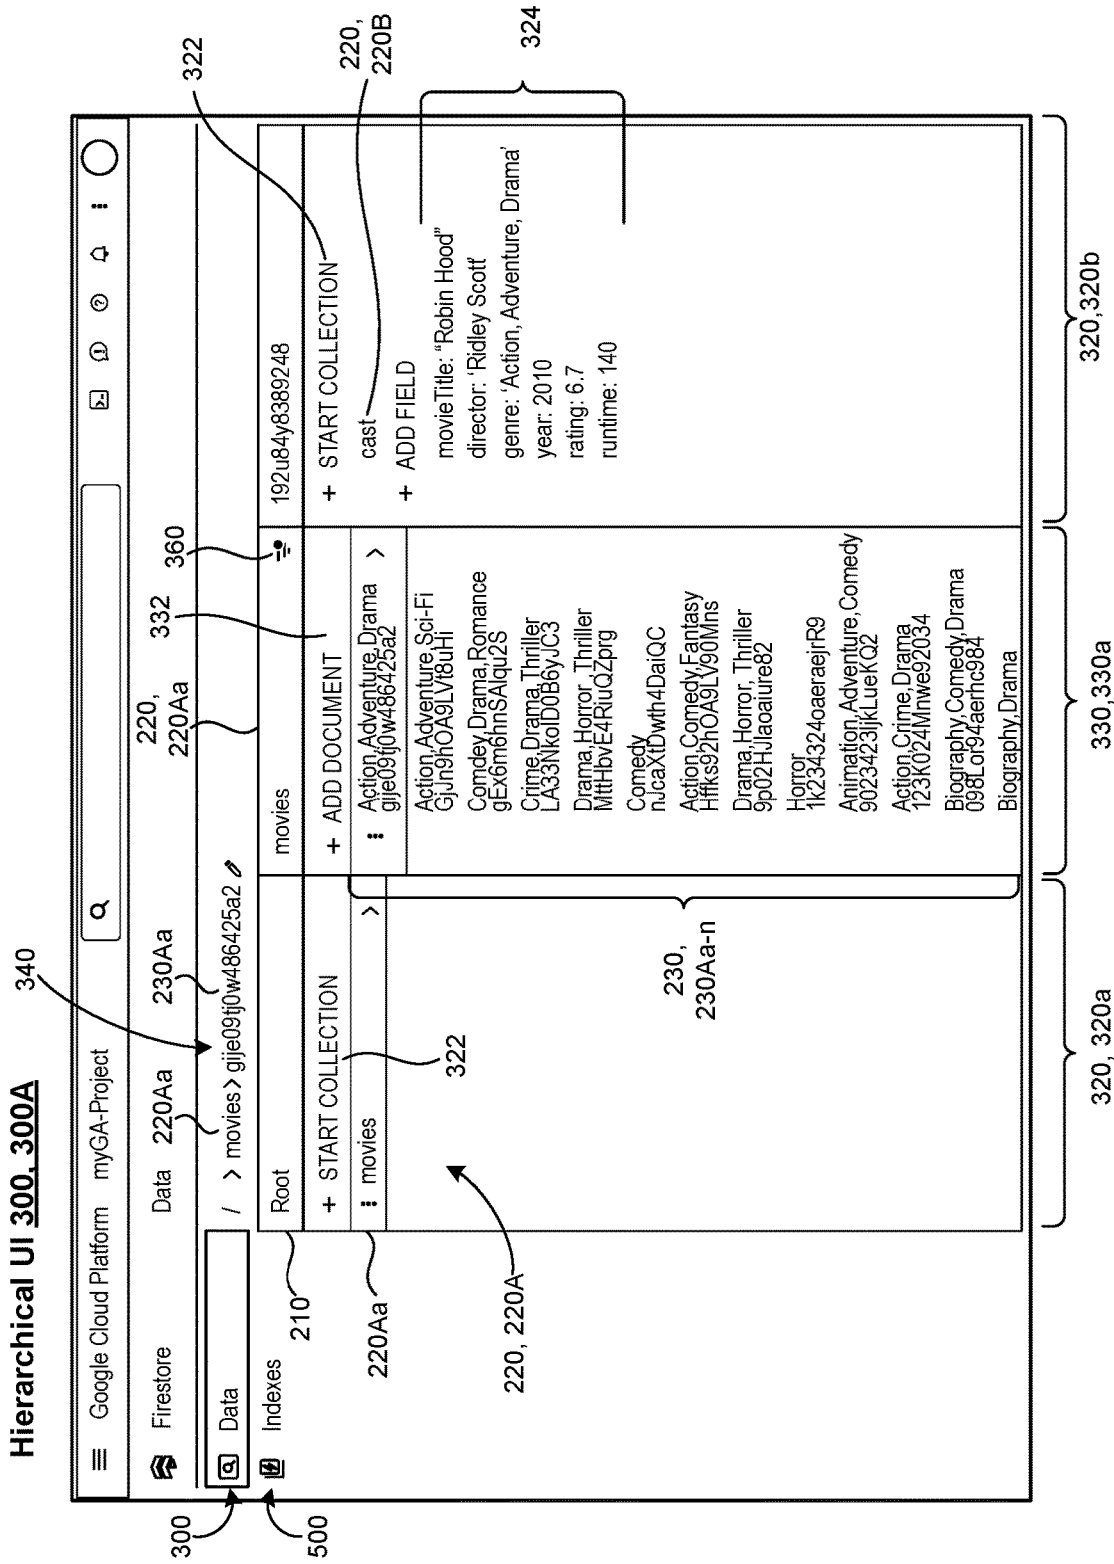 Hierarchical UI 300, 300A
340
Google Cloud Platform
myGA-Project
Firestore
Data
220Aa
230Aa
220,
220Aa
332
360
322
220,
220B
324
300
Data
/ > movies > gije09tj0w486425a2
500
Indexes
210
Root
movies
192u84y8389248
+ START COLLECTION
+ ADD DOCUMENT
+ START COLLECTION
220Aa
movies >
322
220, 220A
Action,Adventure,Drama
gije09tj0w486425a2 >
Action,Adventure,Sci-Fi
GjJn9hOA9LVt8uHI
Comdey,Drama,Romance
gEx6m6hnSAlqu2S
Crime,Drama,Thriller
LA33NkolD0B6yJC3
Drama,Horror,Thriller
MttHbvE4RiuQZprg
Comedy
nJcaXtDwth4DaiQC
Action,Comedy,Fantasy
Hffks92hOA9LV90Mns
Drama,Horror,Thriller
9p02HJlaoaiure82
Horror
1k234324oaeraejrR9
Animation,Adventure,Comedy
9023423ijkLueKQ2
Action,Crime,Drama
123K024Mnwe92034
Biography,Comedy,Drama
098Lor94aerhc984
Biography,Drama
230,
230Aa-n
cast
+ ADD FIELD
movieTitle: “Robin Hood”
director: ‘Ridley Scott’
genre: ‘Action, Adventure, Drama’
year: 2010
rating: 6.7
runtime: 140
320, 320a
330,330a
320,320b